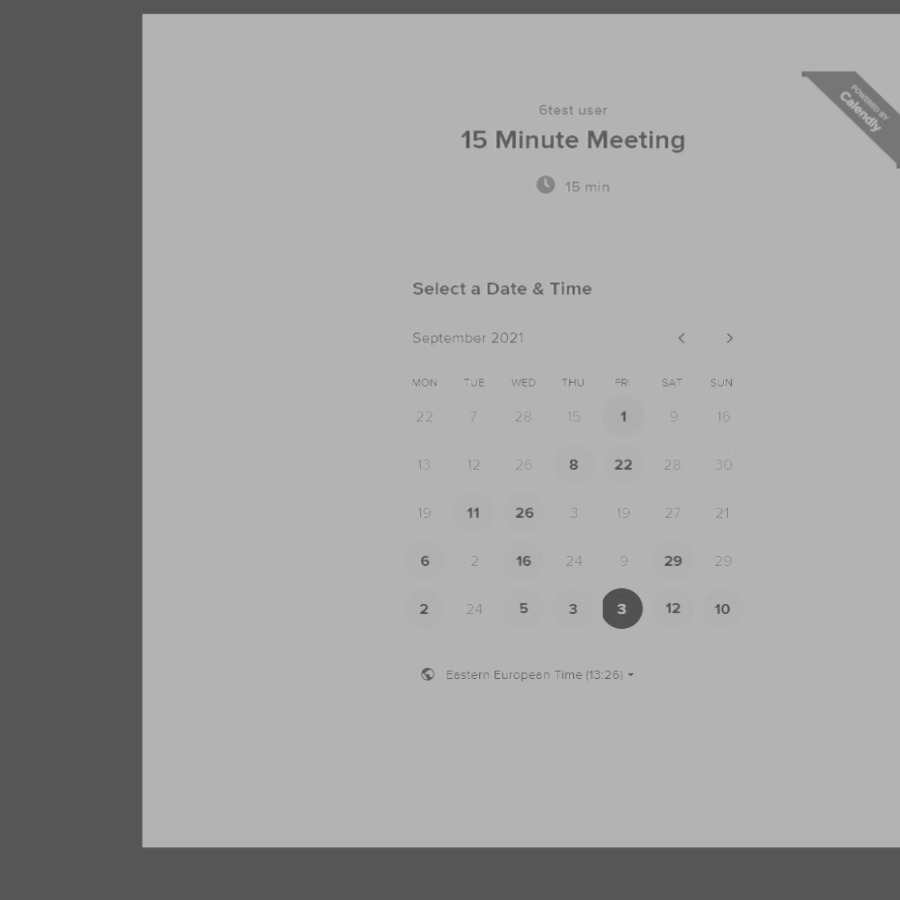 6test user
15 Minute Meeting
15 min
POWERED BY
Calendly
Select a Date & Time
September 2021
MON TUE WED THU FRI SAT SUN
22 7 28 15 1 9 16
13 12 26 8 22 28 30
19 11 26 3 19 27 21
6 2 16 24 9 29 29
2 24 5 3 3 12 10
Eastern European Time (13:26)